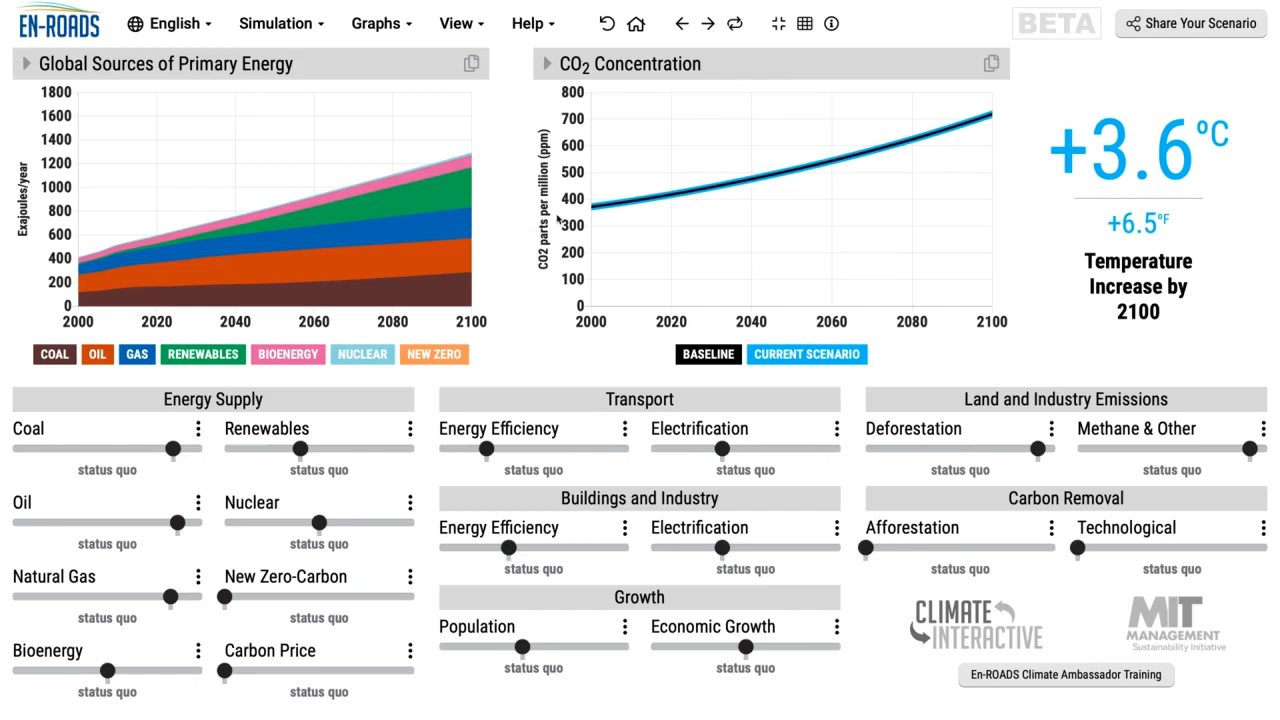 EN-ROADS
English
Simulation
Graphs
View
Help
BETA
Share Your Scenario
Global Sources of Primary Energy
CO2 Concentration
Exajoules/year
1800
1600
1400
1200
1000
800
600
400
200
0
2000
2020
2040
2060
2080
2100
COAL
OIL
GAS
RENEWABLES
BIOENERGY
NUCLEAR
NEW ZERO
CO2 parts per million (ppm)
800
700
600
500
400
300
200
100
0
2000
2020
2040
2060
2080
2100
BASELINE
CURRENT SCENARIO
+3.6 °C
+6.5°F
Temperature
Increase by
2100
Energy Supply
Coal
status quo
Renewables
status quo
Oil
status quo
Nuclear
status quo
Natural Gas
status quo
New Zero-Carbon
status quo
Bioenergy
status quo
Carbon Price
status quo
Transport
Energy Efficiency
status quo
Electrification
status quo
Buildings and Industry
Energy Efficiency
status quo
Electrification
status quo
Growth
Population
status quo
Economic Growth
status quo
Land and Industry Emissions
Deforestation
status quo
Methane & Other
status quo
Carbon Removal
Afforestation
status quo
Technological
status quo
CLIMATE
INTERACTIVE
MIT
MANAGEMENT
Sustainability Initiative
En-ROADS Climate Ambassador Training